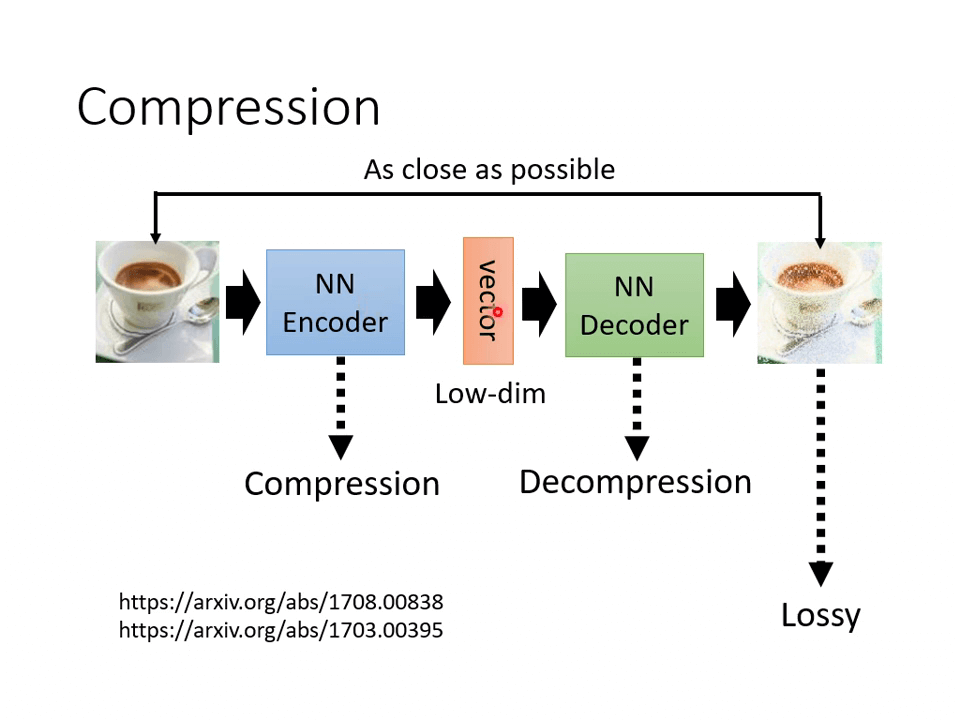 Compression
As close as possible
NN
Encoder
vector
NN
Decoder
Low-dim
Compression
Decompression
Lossy
https://arxiv.org/abs/1708.00838
https://arxiv.org/abs/1703.00395